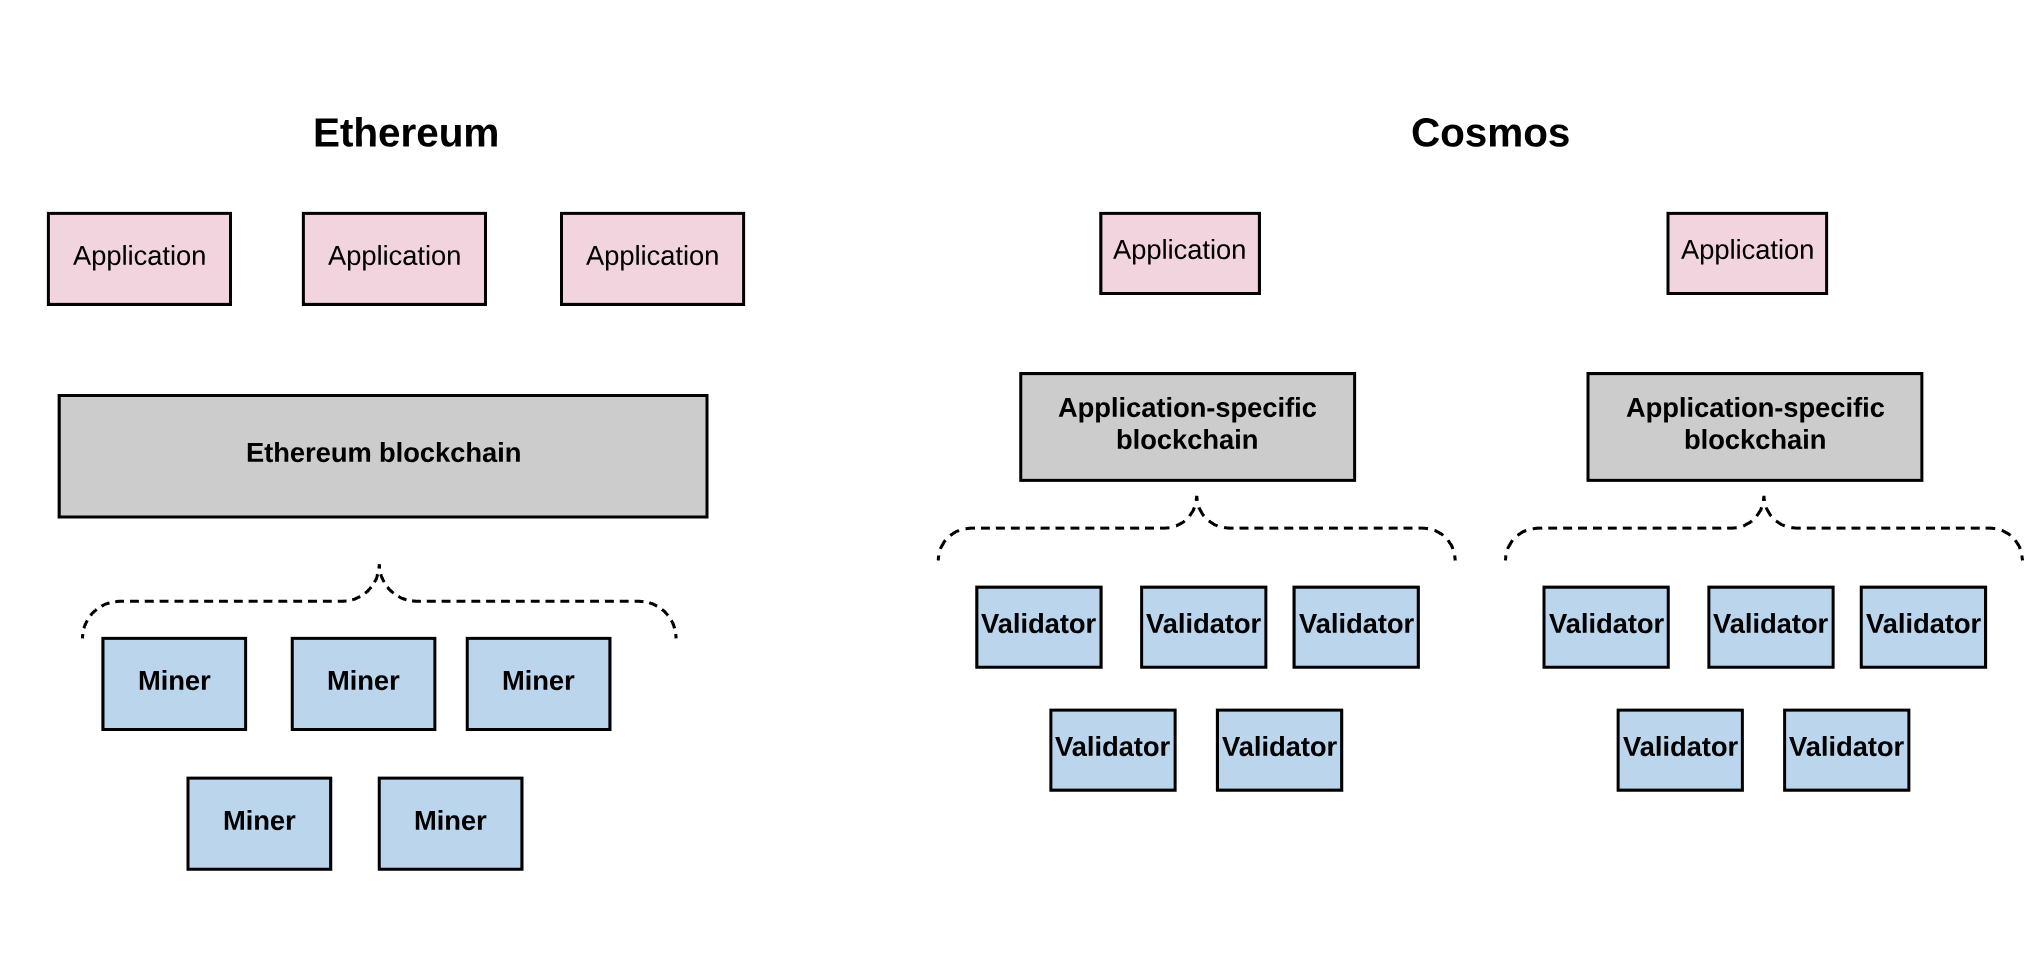 Ethereum
Application
Application
Application
Ethereum blockchain
Miner
Miner
Miner
Miner
Miner
Cosmos
Application
Application-specific
blockchain
Validator
Validator
Validator
Validator
Validator
Application
Application-specific
blockchain
Validator
Validator
Validator
Validator
Validator